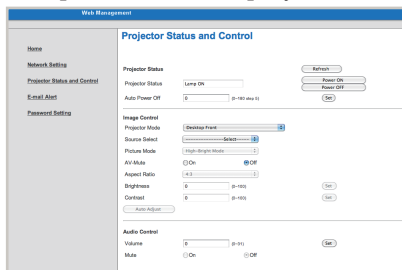 Web Management
Projector Status and Control
Home
Network Setting
Projector Status and Control
E-mail Alert
Password Setting
Projector Status
Refresh
Projector Status
Lamp ON
Power ON
Power OFF
Auto Power Off
0
(0-180 step 5)
Set
Image Control
Projector Mode
Desktop Front
Source Select
Select
Picture Mode
High-Bright Mode
AV-Mute
On
Off
Aspect Ratio
4:3
Brightness
0
(0-100)
Set
Contrast
0
(0-100)
Set
Auto Adjust
Audio Control
Volume
0
(0-31)
Set
Mute
On
Off